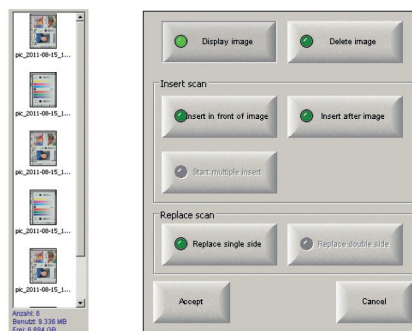 pic_2011-08-15_1...
pic_2011-08-15_1...
pic_2011-08-15_1...
pic_2011-08-15_1...
pic_2011-08-15_1...
Anzahl: 6
Benutzt: 9.336 MB
Frei: 6.884 GB
Display image
Delete image
Insert scan
Insert in front of image
Insert after image
Start multiple insert
Replace scan
Replace single side
Replace double side
Accept
Cancel